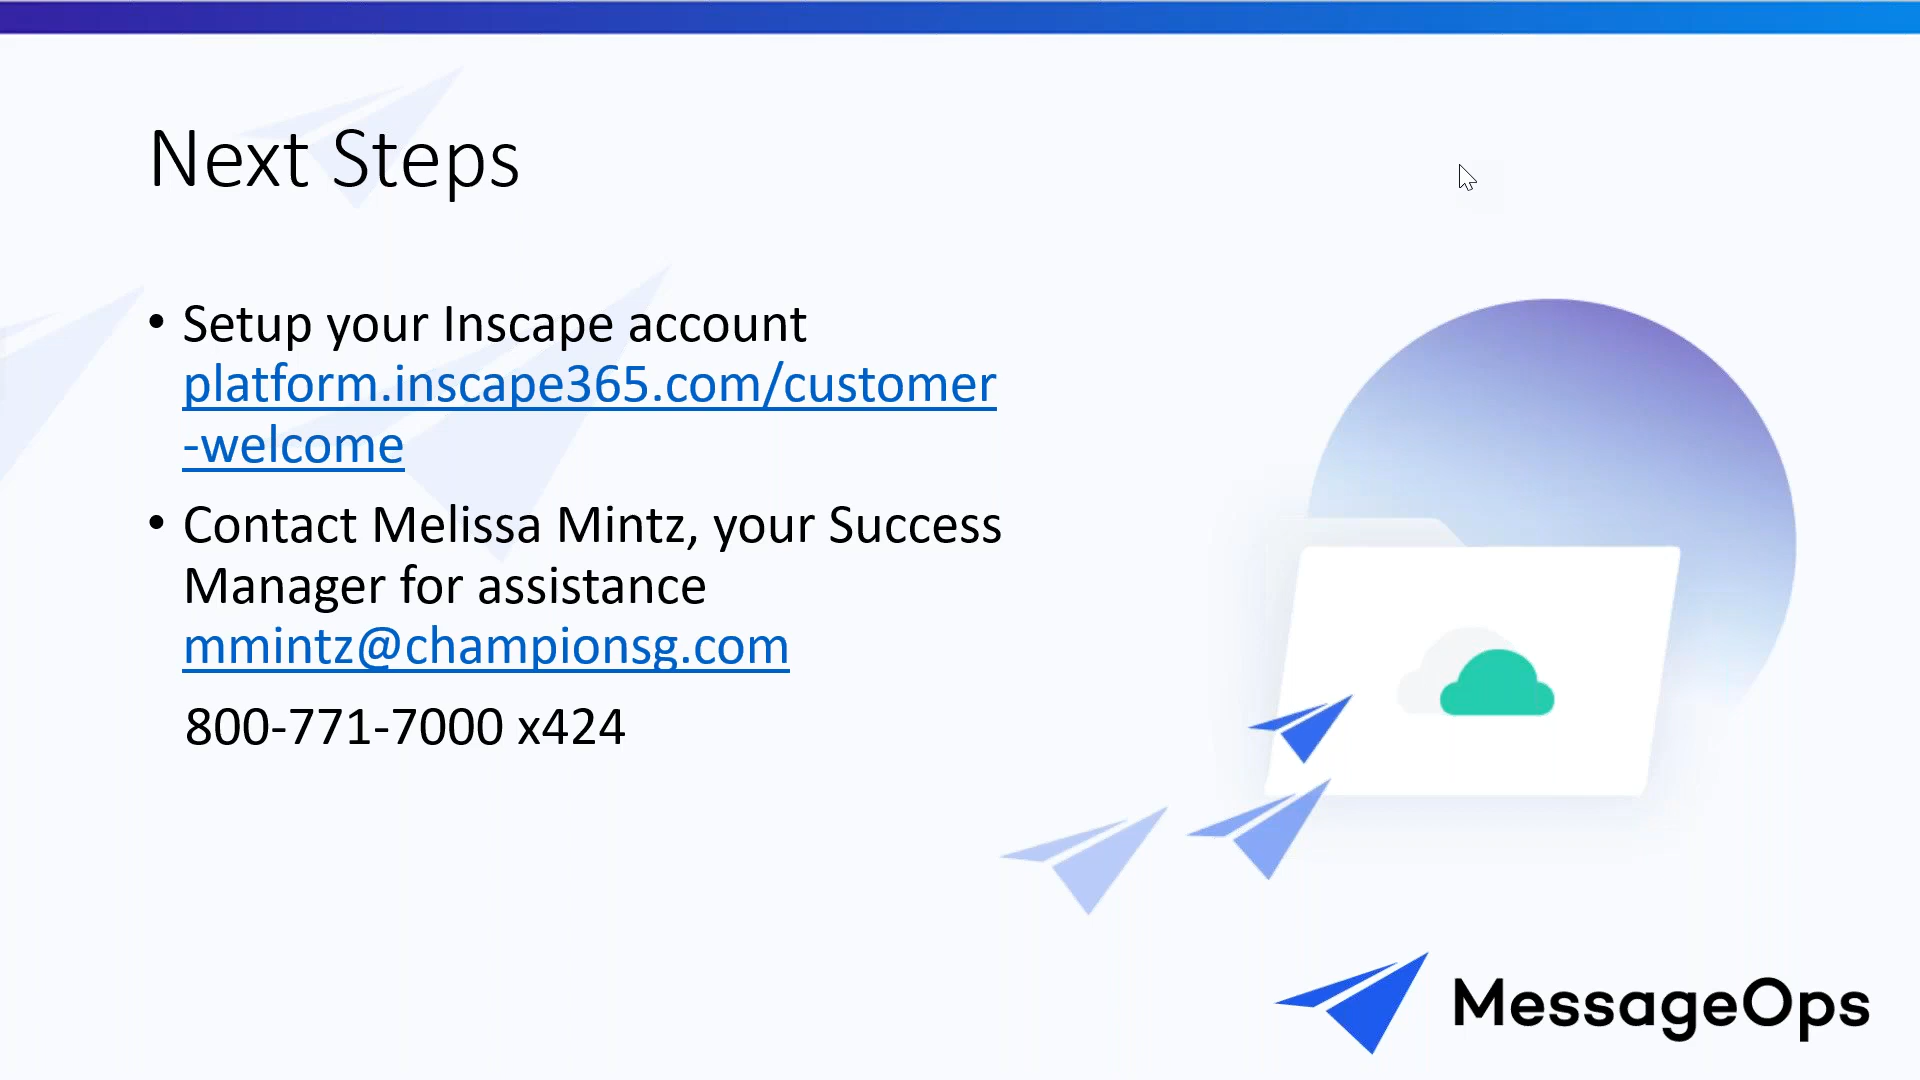 Next Steps
• Setup your Inscape account
platform.inscape365.com/customer
-welcome
• Contact Melissa Mintz, your Success
Manager for assistance
mmintz@championsg.com
800-771-7000 x424
MessageOps